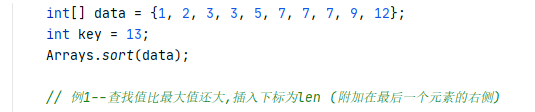 int[] data = {1, 2, 3, 3, 5, 7, 7, 7, 9, 12};
int key = 13;
Arrays.sort(data);
// 例1--查找值比最大值还大,插入下标为len (附加在最后一个元素的右侧)